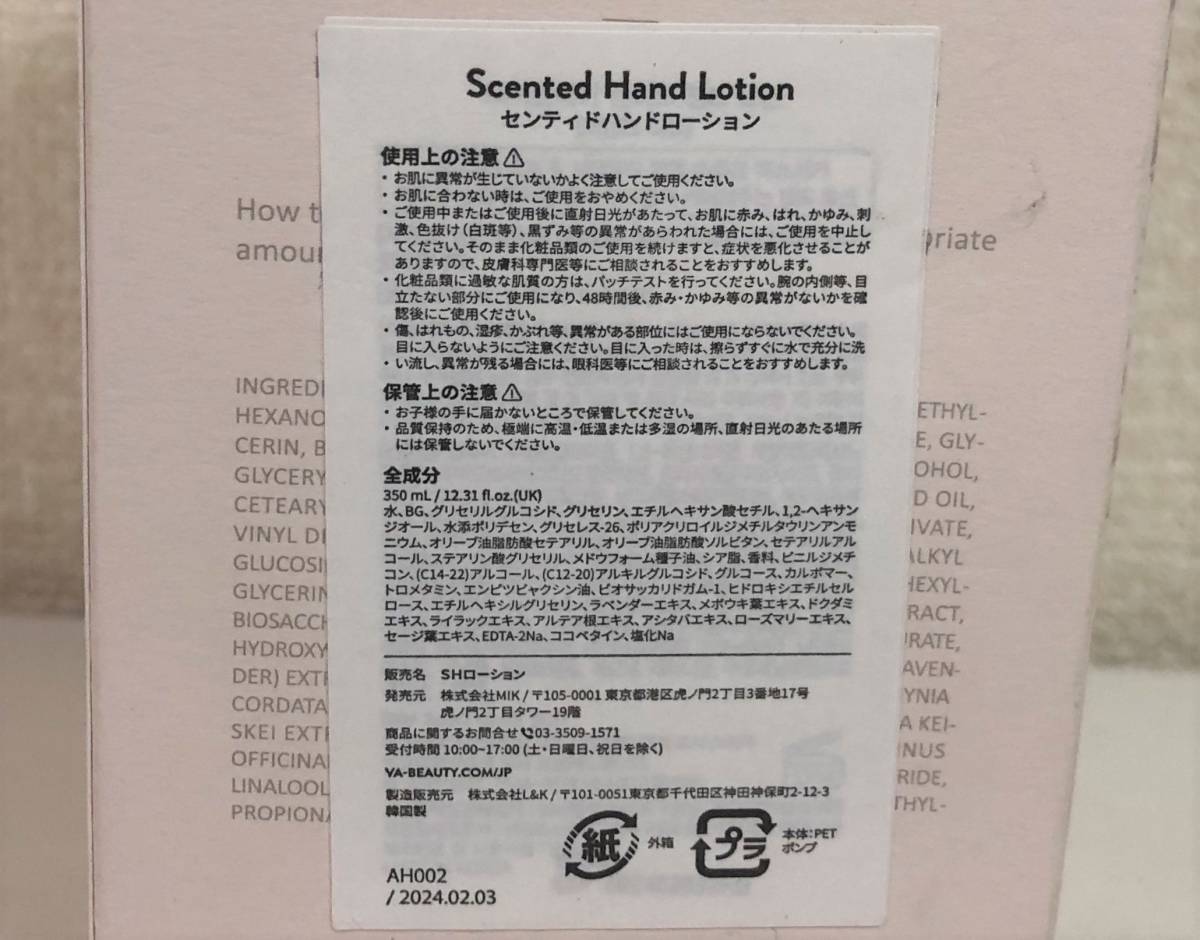 Scented Hand Lotion
センティドハンドローション
使用上の注意
・お肌に異常が生じていないかよく注意してご使用ください。
・お肌に合わない時は、ご使用をおやめください。
・ご使用中またはご使用後に直射日光があたって、お肌に赤み、はれ、かゆみ、刺
激、色抜け(白斑等)、黒ずみ等の異常があらわれた場合には、ご使用を中止し
てください。そのまま化粧品類のご使用を続けますと、症状を悪化させることが
ありますので、皮膚科専門医等にご相談されることをおすすめします。
・化粧品類に過敏な肌質の方は、パッチテストを行ってください。腕の内側等、目
立たない部分にご使用になり、48時間後、赤み・かゆみ等の異常がないかを確
認後にご使用ください。
・傷、はれもの、湿疹、かぶれ等、異常がある部位にはご使用にならないでください。
目に入らないようにご注意ください。目に入った時は、擦らずすぐに水で充分に洗
・い流し、異常が残る場合には、眼科医等にご相談されることをおすすめします。
保管上の注意
・お子様の手に届かないところで保管してください。
・品質保持のため、極端に高温・低温または多湿の場所、直射日光のあたる場所
には保管しないでください。
全成分
350 mL / 12.31 fl.oz.(UK)
水、BG、グリセリルグルコシド、グリセリン、エチルヘキサン酸セチル、1,2-ヘキサン
ジオール、水添ポリデセン、グリセレス-26、ポリアクリロイルジメチルタウリンアンモ
ニウム、オリーブ油脂肪酸セテアリル、オリーブ油脂肪酸ソルビタン、セテアリルアル
コール、ステアリン酸グリセリル、メドウフォーム種子油、シア脂、香料、ビニルジメチ
コン、(C14-22)アルコール、(C12-20)アルキルグルコシド、グルコース、カルボマー、
トロメタミン、エンピツビャクシン油、ビオサッカリドガム-1、ヒドロキシエチルセル
ロース、エチルヘキシルグリセリン、ラベンダーエキス、メボウキ葉エキス、ドクダミ
エキス、ライラックエキス、アルテア根エキス、アシタバエキス、ローズマリーエキス、
セージ葉エキス、EDTA-2Na、ココベタイン、塩化Na
販売名 SHローション
発売元 株式会社MIK / 〒105-0001 東京都港区虎ノ門2丁目3番地17号
虎ノ門2丁目タワー19階
商品に関するお問合せ 03-3509-1571
受付時間 10:00~17:00 (土・日曜日、祝日を除く)
VA-BEAUTY.COM/JP
製造販売元 株式会社L&K / 〒101-0051東京都千代田区神田神保町2-12-3
韓国製
紙 外箱
プラ 本体:PET
ポンプ
AH002
/ 2024.02.03
How t
amou
priate
INGREDI
HEXANO
CERIN, B
GLYCERY
CETEARY
VINYL DI
GLUCOSI
GLYCERIN
BIOSACCH
HYDROXY
DER) EXT
CORDATA
SKEI EXT
OFFICINA
LINALOOL
PROPION
ETHYL-
E, GLY-
OHOL,
D OIL,
IVATE,
ALKYL
HEXYL-
RACT,
RATE,
AVEN-
YNIA
A KEI-
INUS
RIDE,
THYL-